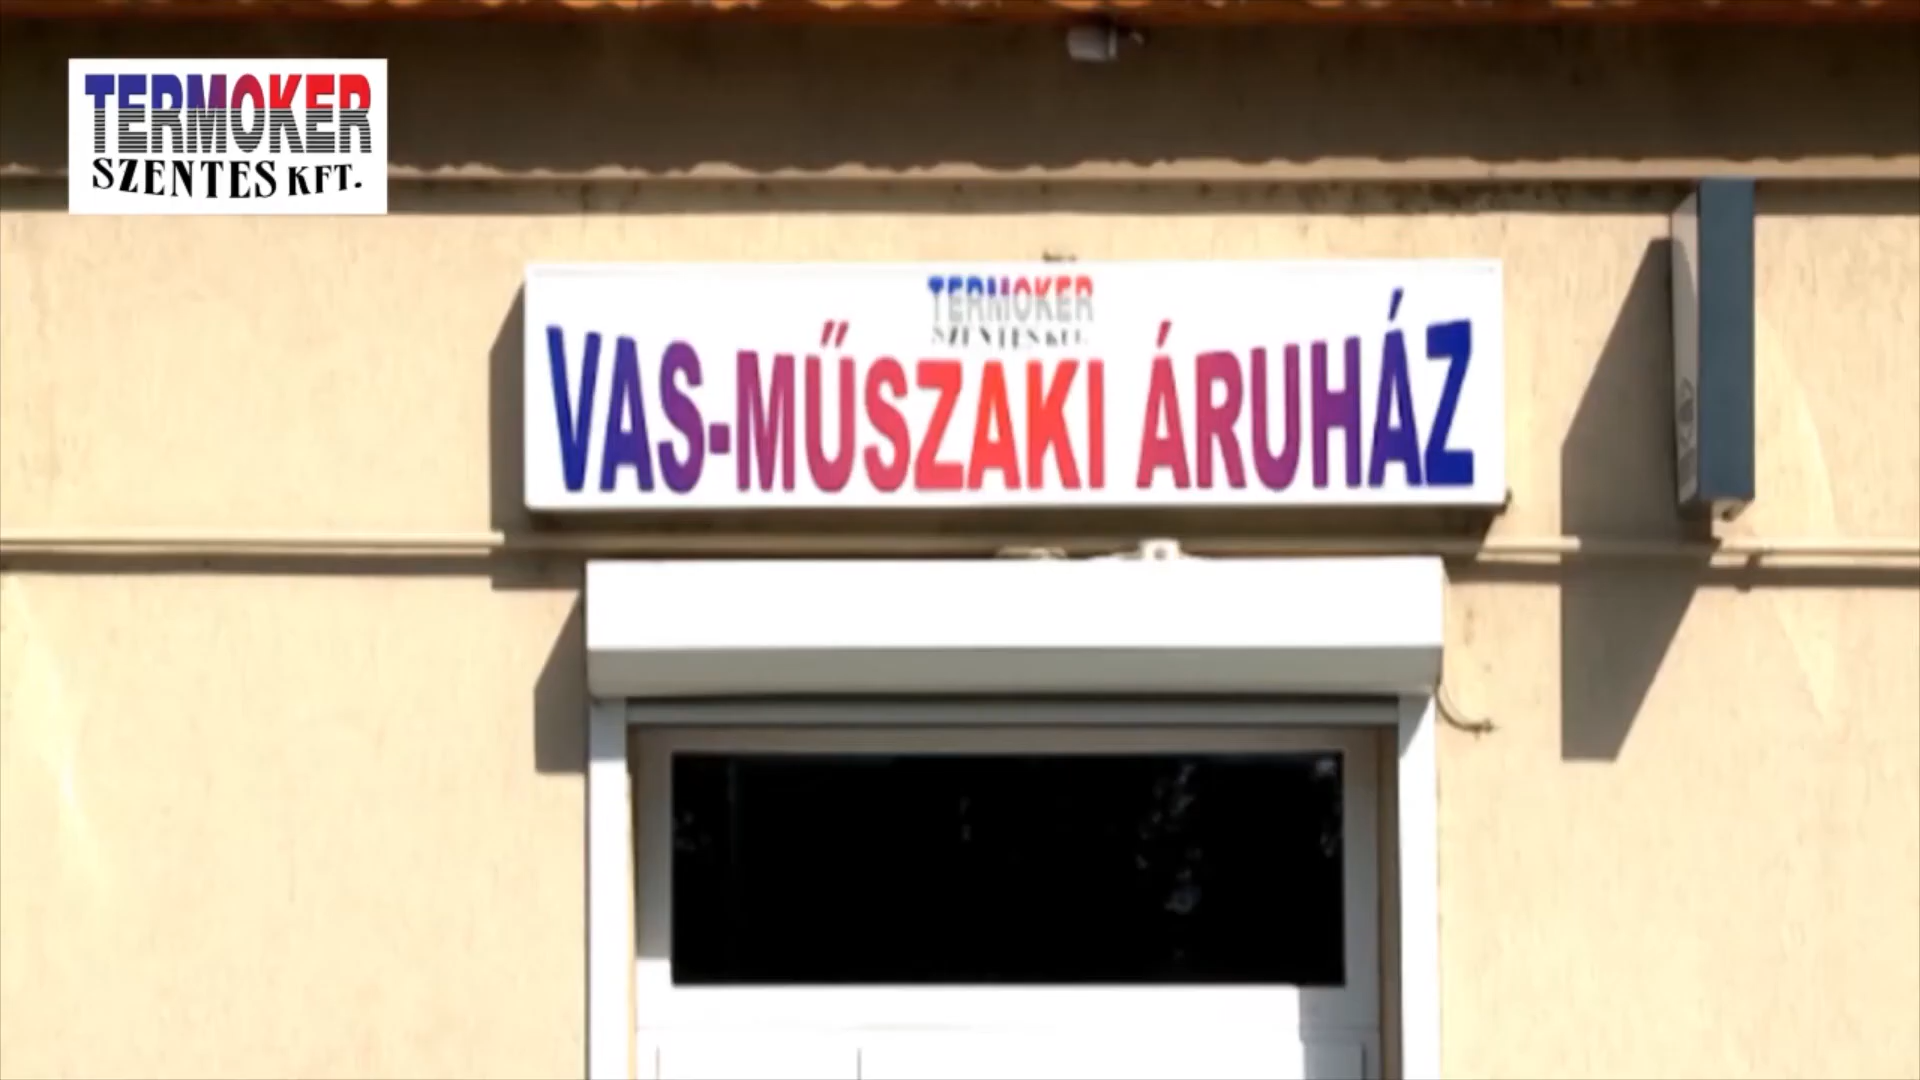 TERMOKER
SZENTES KFT.
TERMOKER
SZENTES KFT.
VAS-MŰSZAKI ÁRUHÁZ